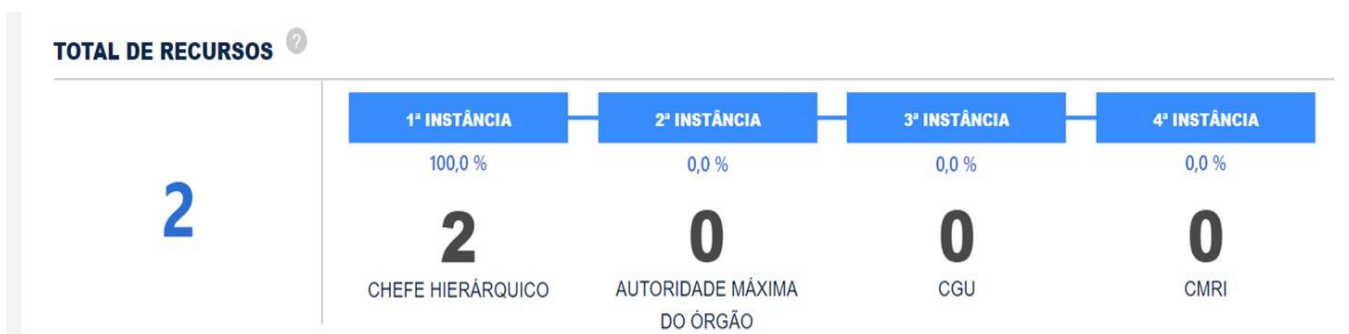 TOTAL DE RECURSOS ?
1ª INSTÂNCIA 2ª INSTÂNCIA 3ª INSTÂNCIA 4ª INSTÂNCIA
100,0 % 0,0 % 0,0 % 0,0 %
2
2 0 0 0
CHEFE HIERÁRQUICO AUTORIDADE MÁXIMA CGU CMRI
DO ÓRGÃO